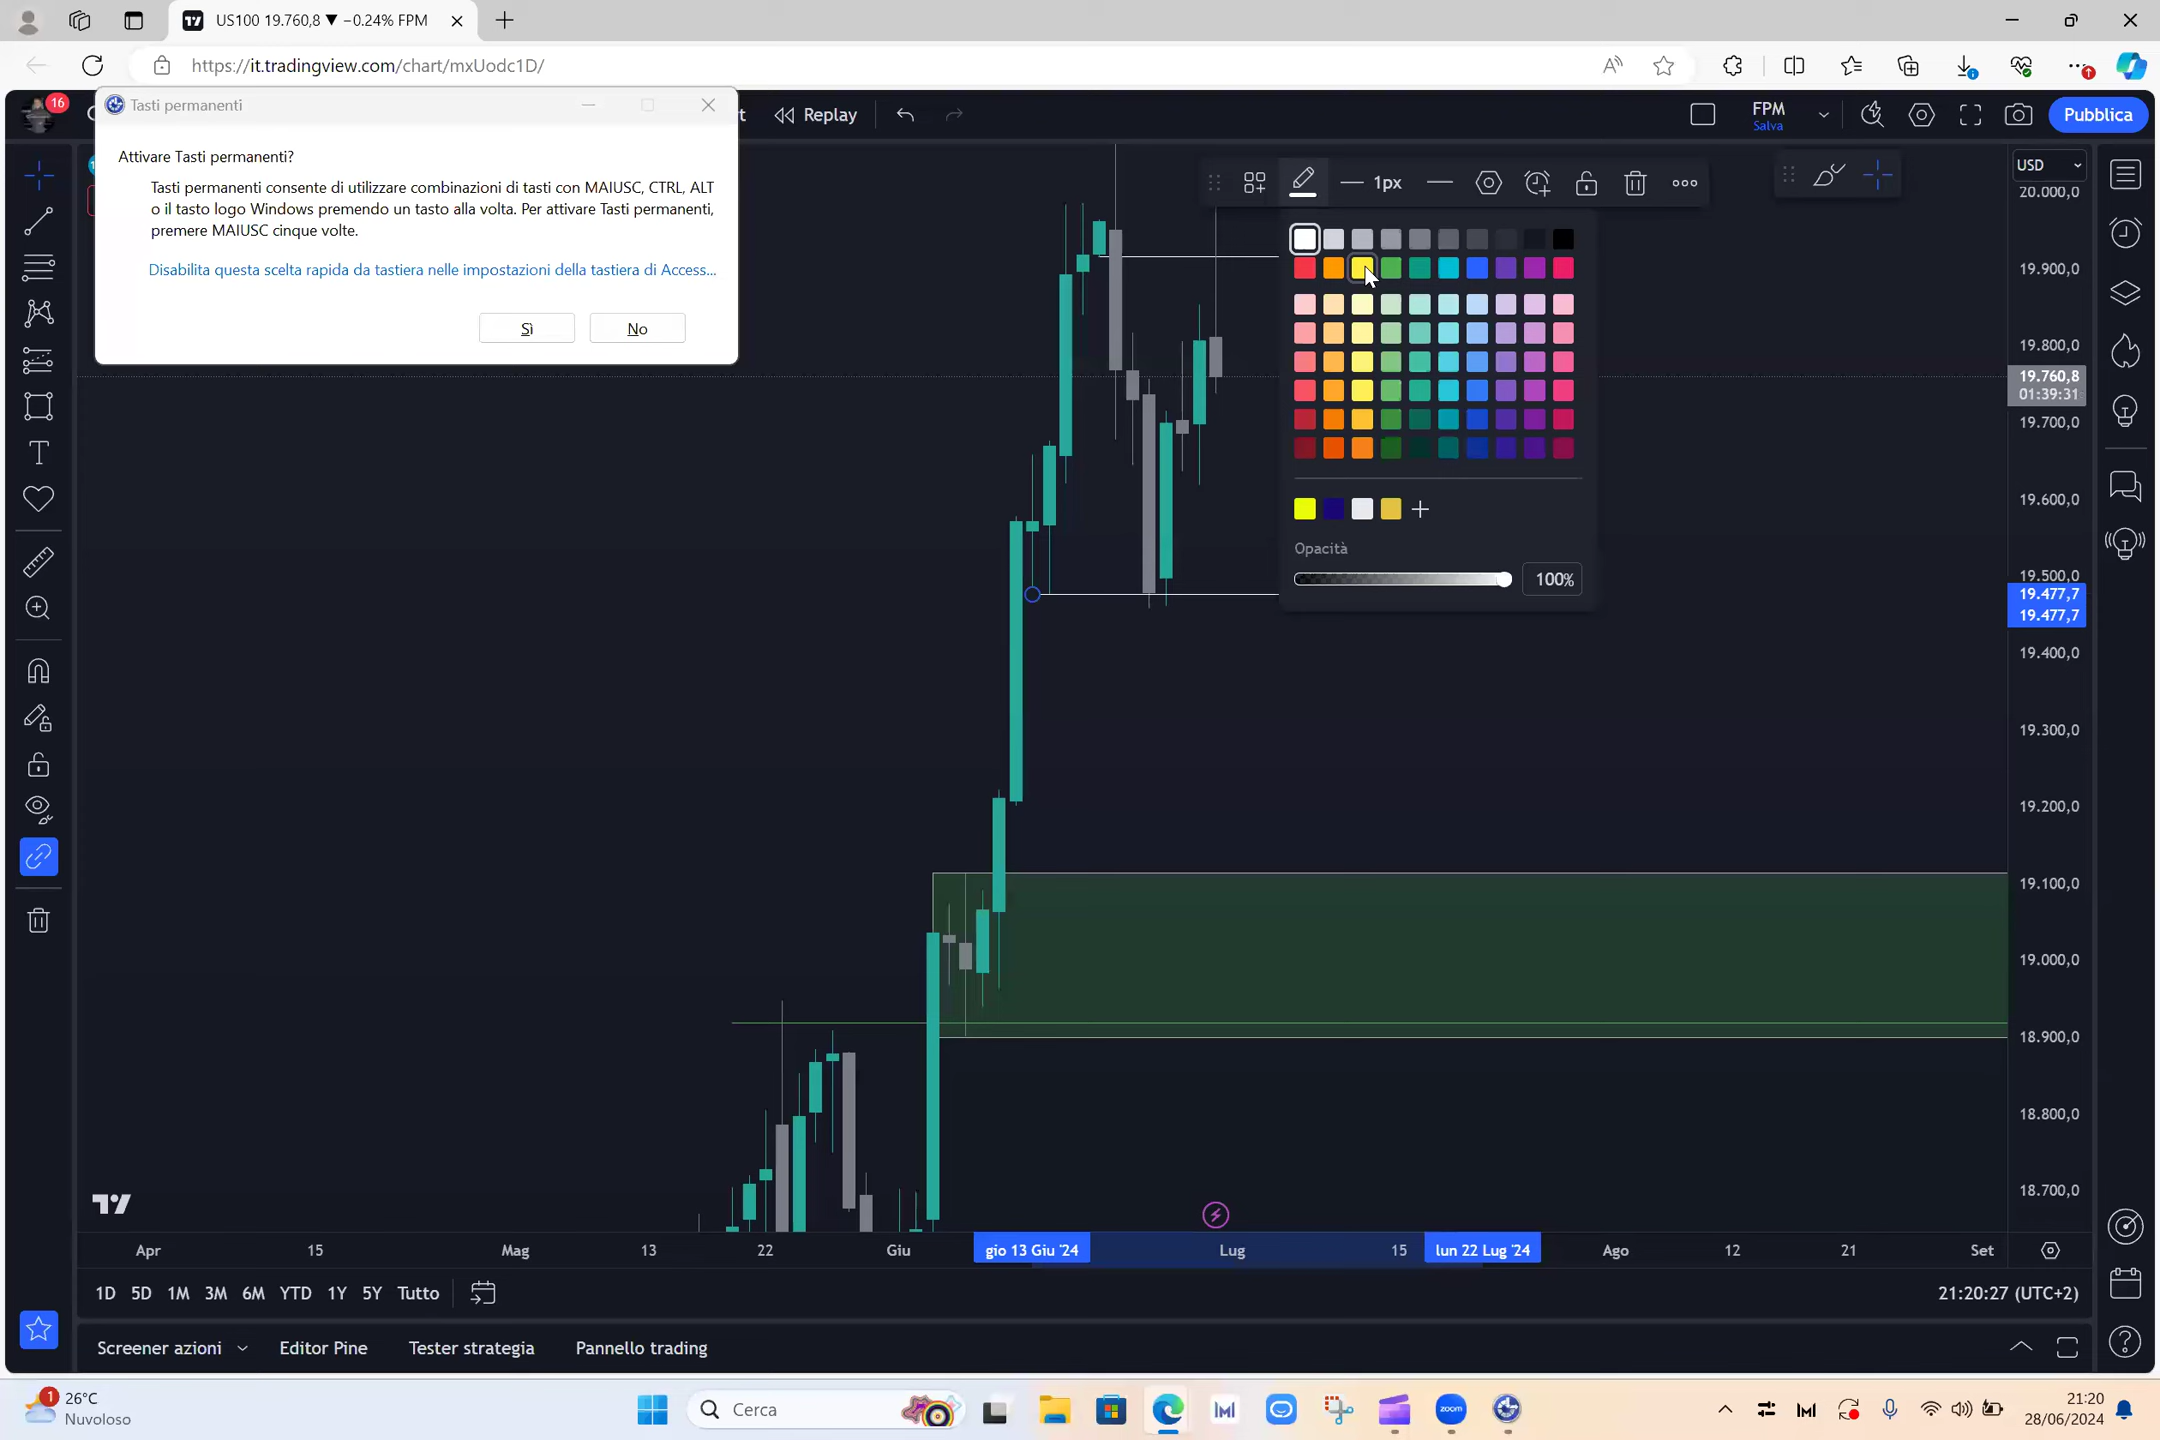 US100 19.760,8 ▼ −0.24% FPM
https://it.tradingview.com/chart/mxUodc1D/
16
Tasti permanenti
Replay
FPM
Salva
Pubblica
Attivare Tasti permanenti?
Tasti permanenti consente di utilizzare combinazioni di tasti con MAIUSC, CTRL, ALT
o il tasto logo Windows premendo un tasto alla volta. Per attivare Tasti permanenti,
premere MAIUSC cinque volte.
Disabilita questa scelta rapida da tastiera nelle impostazioni della tastiera di Access...
Sì
No
1px
USD
20.000,0
19.900,0
19.800,0
19.760,8
01:39:31
19.700,0
19.600,0
19.500,0
19.477,7
19.477,7
19.400,0
19.300,0
19.200,0
19.100,0
19.000,0
18.900,0
18.800,0
18.700,0
Opacità
100%
Apr 15 Mag 13 22 Giu gio 13 Giu '24 Lug 15 lun 22 Lug '24 Ago 12 21 Set
1D 5D 1M 3M 6M YTD 1Y 5Y Tutto
21:20:27 (UTC+2)
Screener azioni Editor Pine Tester strategia Pannello trading
1
26°C
Nuvoloso
Cerca
zoom
21:20
28/06/2024